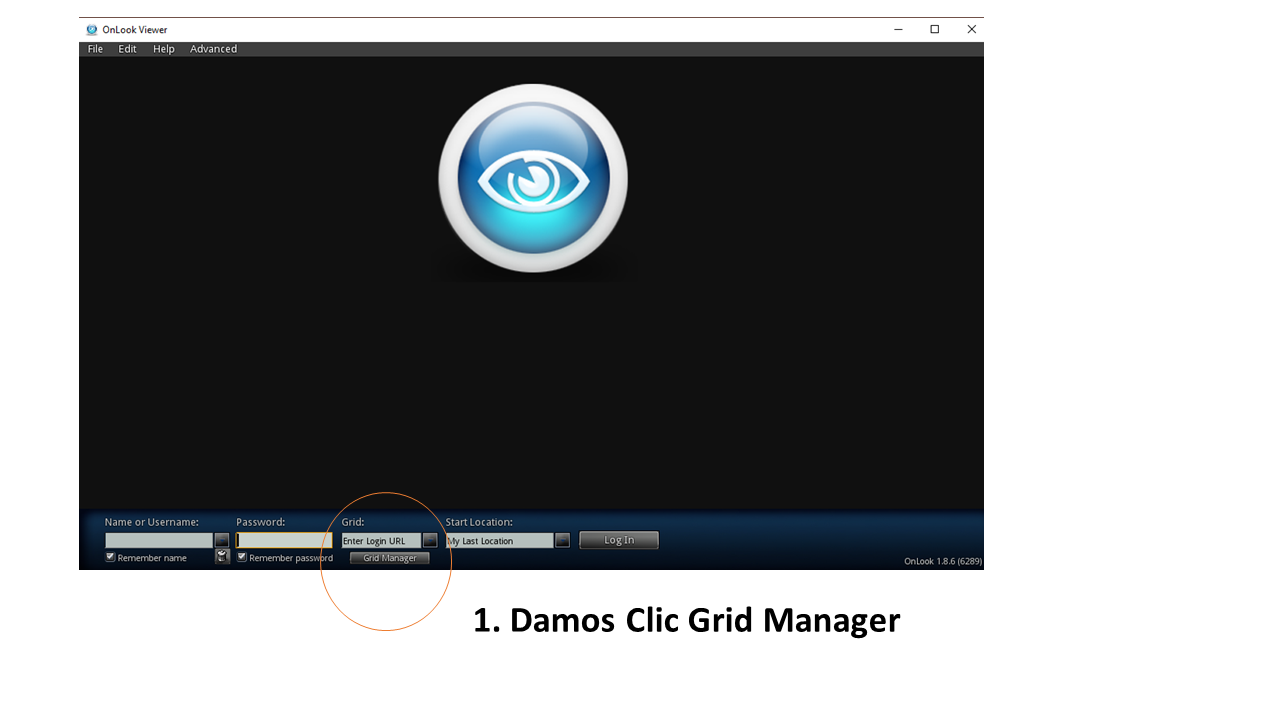 OnLook Viewer
File Edit Help Advanced
Name or Username: Password: Grid: Start Location:
Enter Login URL My Last Location Log In
Remember name Remember password Grid Manager
OnLook 1.8.6 (6289)
1. Damos Clic Grid Manager